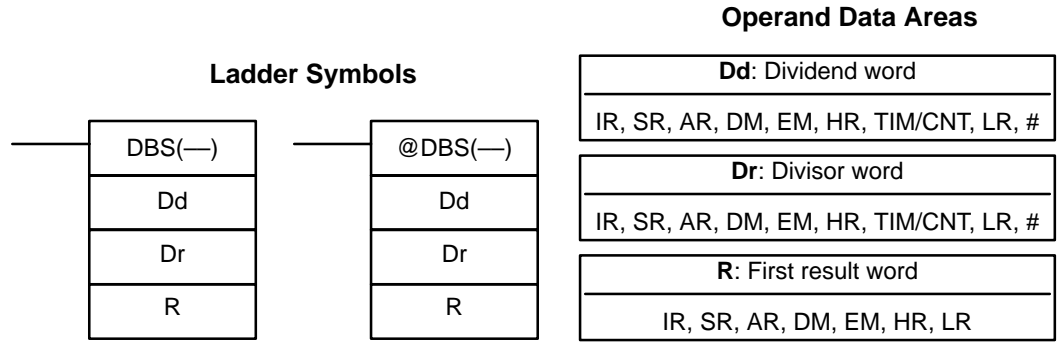 Operand Data Areas
Ladder Symbols
DBS(—)
Dd
Dr
R
@DBS(—)
Dd
Dr
R
Dd: Dividend word
IR, SR, AR, DM, EM, HR, TIM/CNT, LR, #
Dr: Divisor word
IR, SR, AR, DM, EM, HR, TIM/CNT, LR, #
R: First result word
IR, SR, AR, DM, EM, HR, LR